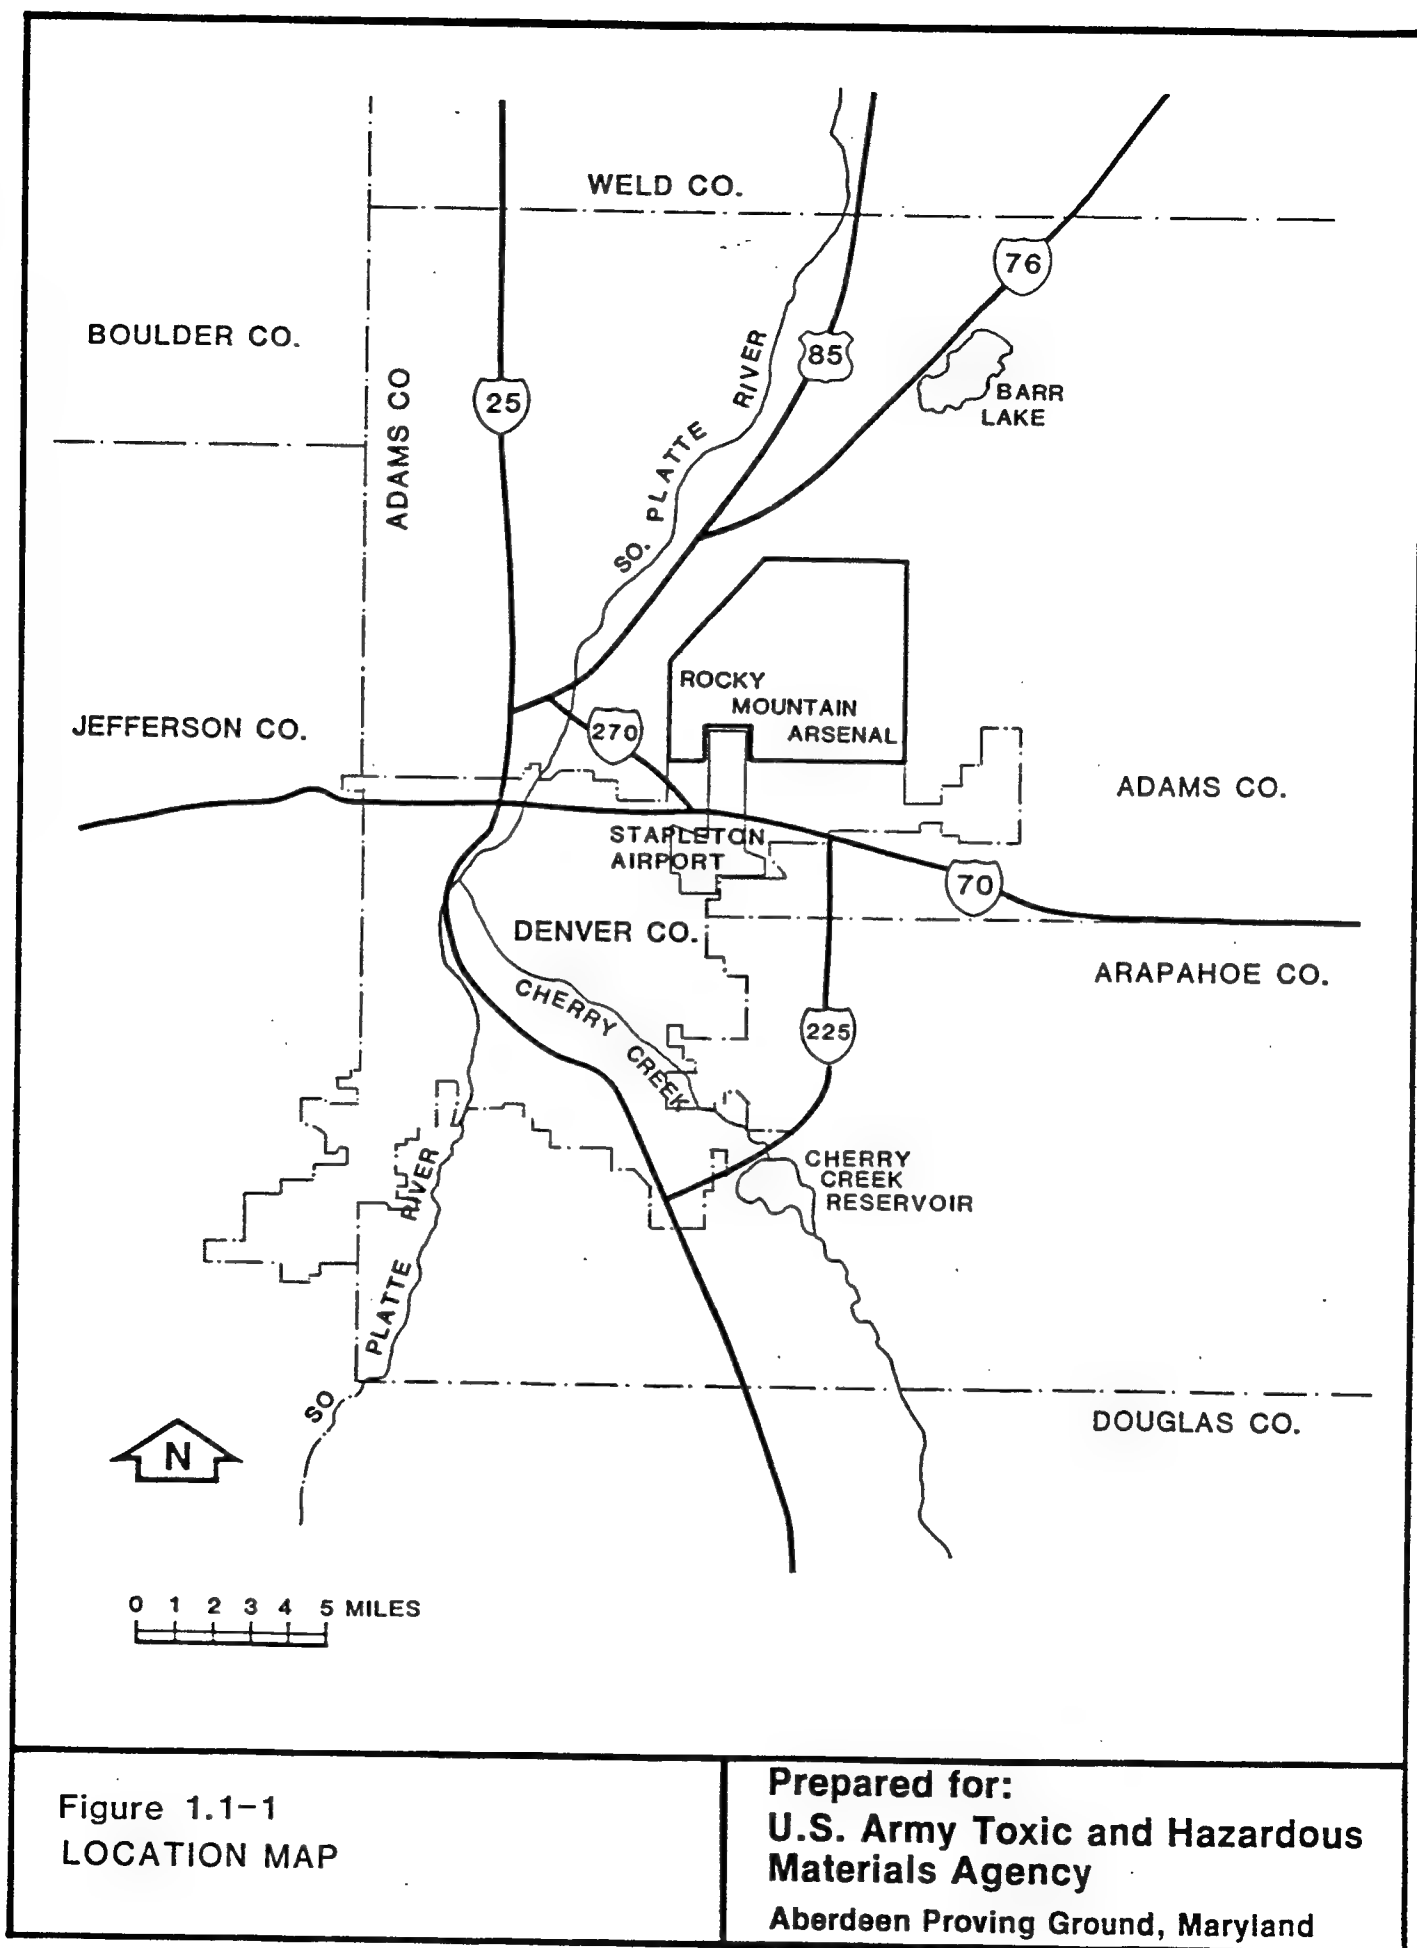 WELD CO.
76
BOULDER CO.
85
RIVER
BARR
LAKE
25
ADAMS CO
PLATTE
SO.
ROCKY
MOUNTAIN
ARSENAL
JEFFERSON CO.
270
ADAMS CO.
STAPLETON
AIRPORT
70
DENVER CO.
ARAPAHOE CO.
CHERRY
CREEK
225
CHERRY
CREEK
RESERVOIR
RIVER
PLATTE
SO
DOUGLAS CO.
N
0 1 2 3 4 5 MILES
Figure 1.1-1
LOCATION MAP
Prepared for:
U.S. Army Toxic and Hazardous
Materials Agency
Aberdeen Proving Ground, Maryland